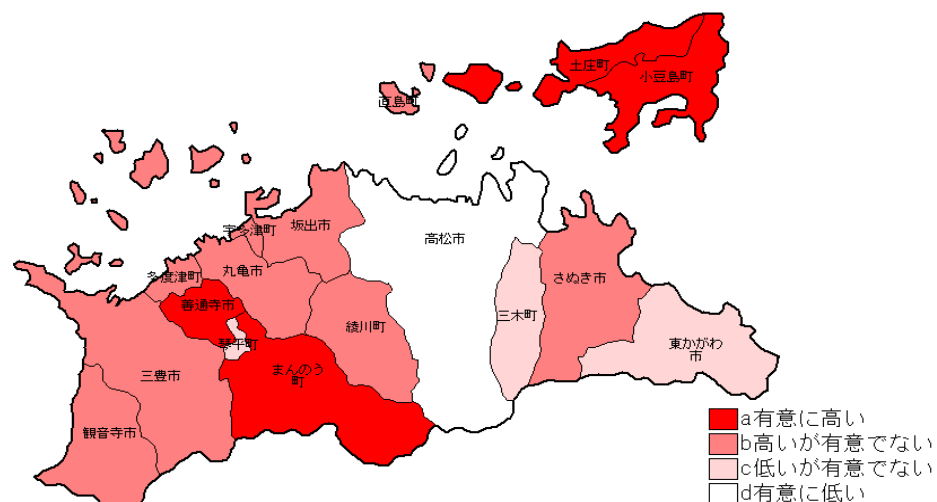 土庄町
小豆島町
直島町
宇多津町
坂出市
高松市
多度津町
丸亀市
さぬき市
善通寺市
三木町
綾川町
琴平町
東かがわ
市
まんのう
町
三豊市
観音寺市
a有意に高い
b高いが有意でない
c低いが有意でない
d有意に低い